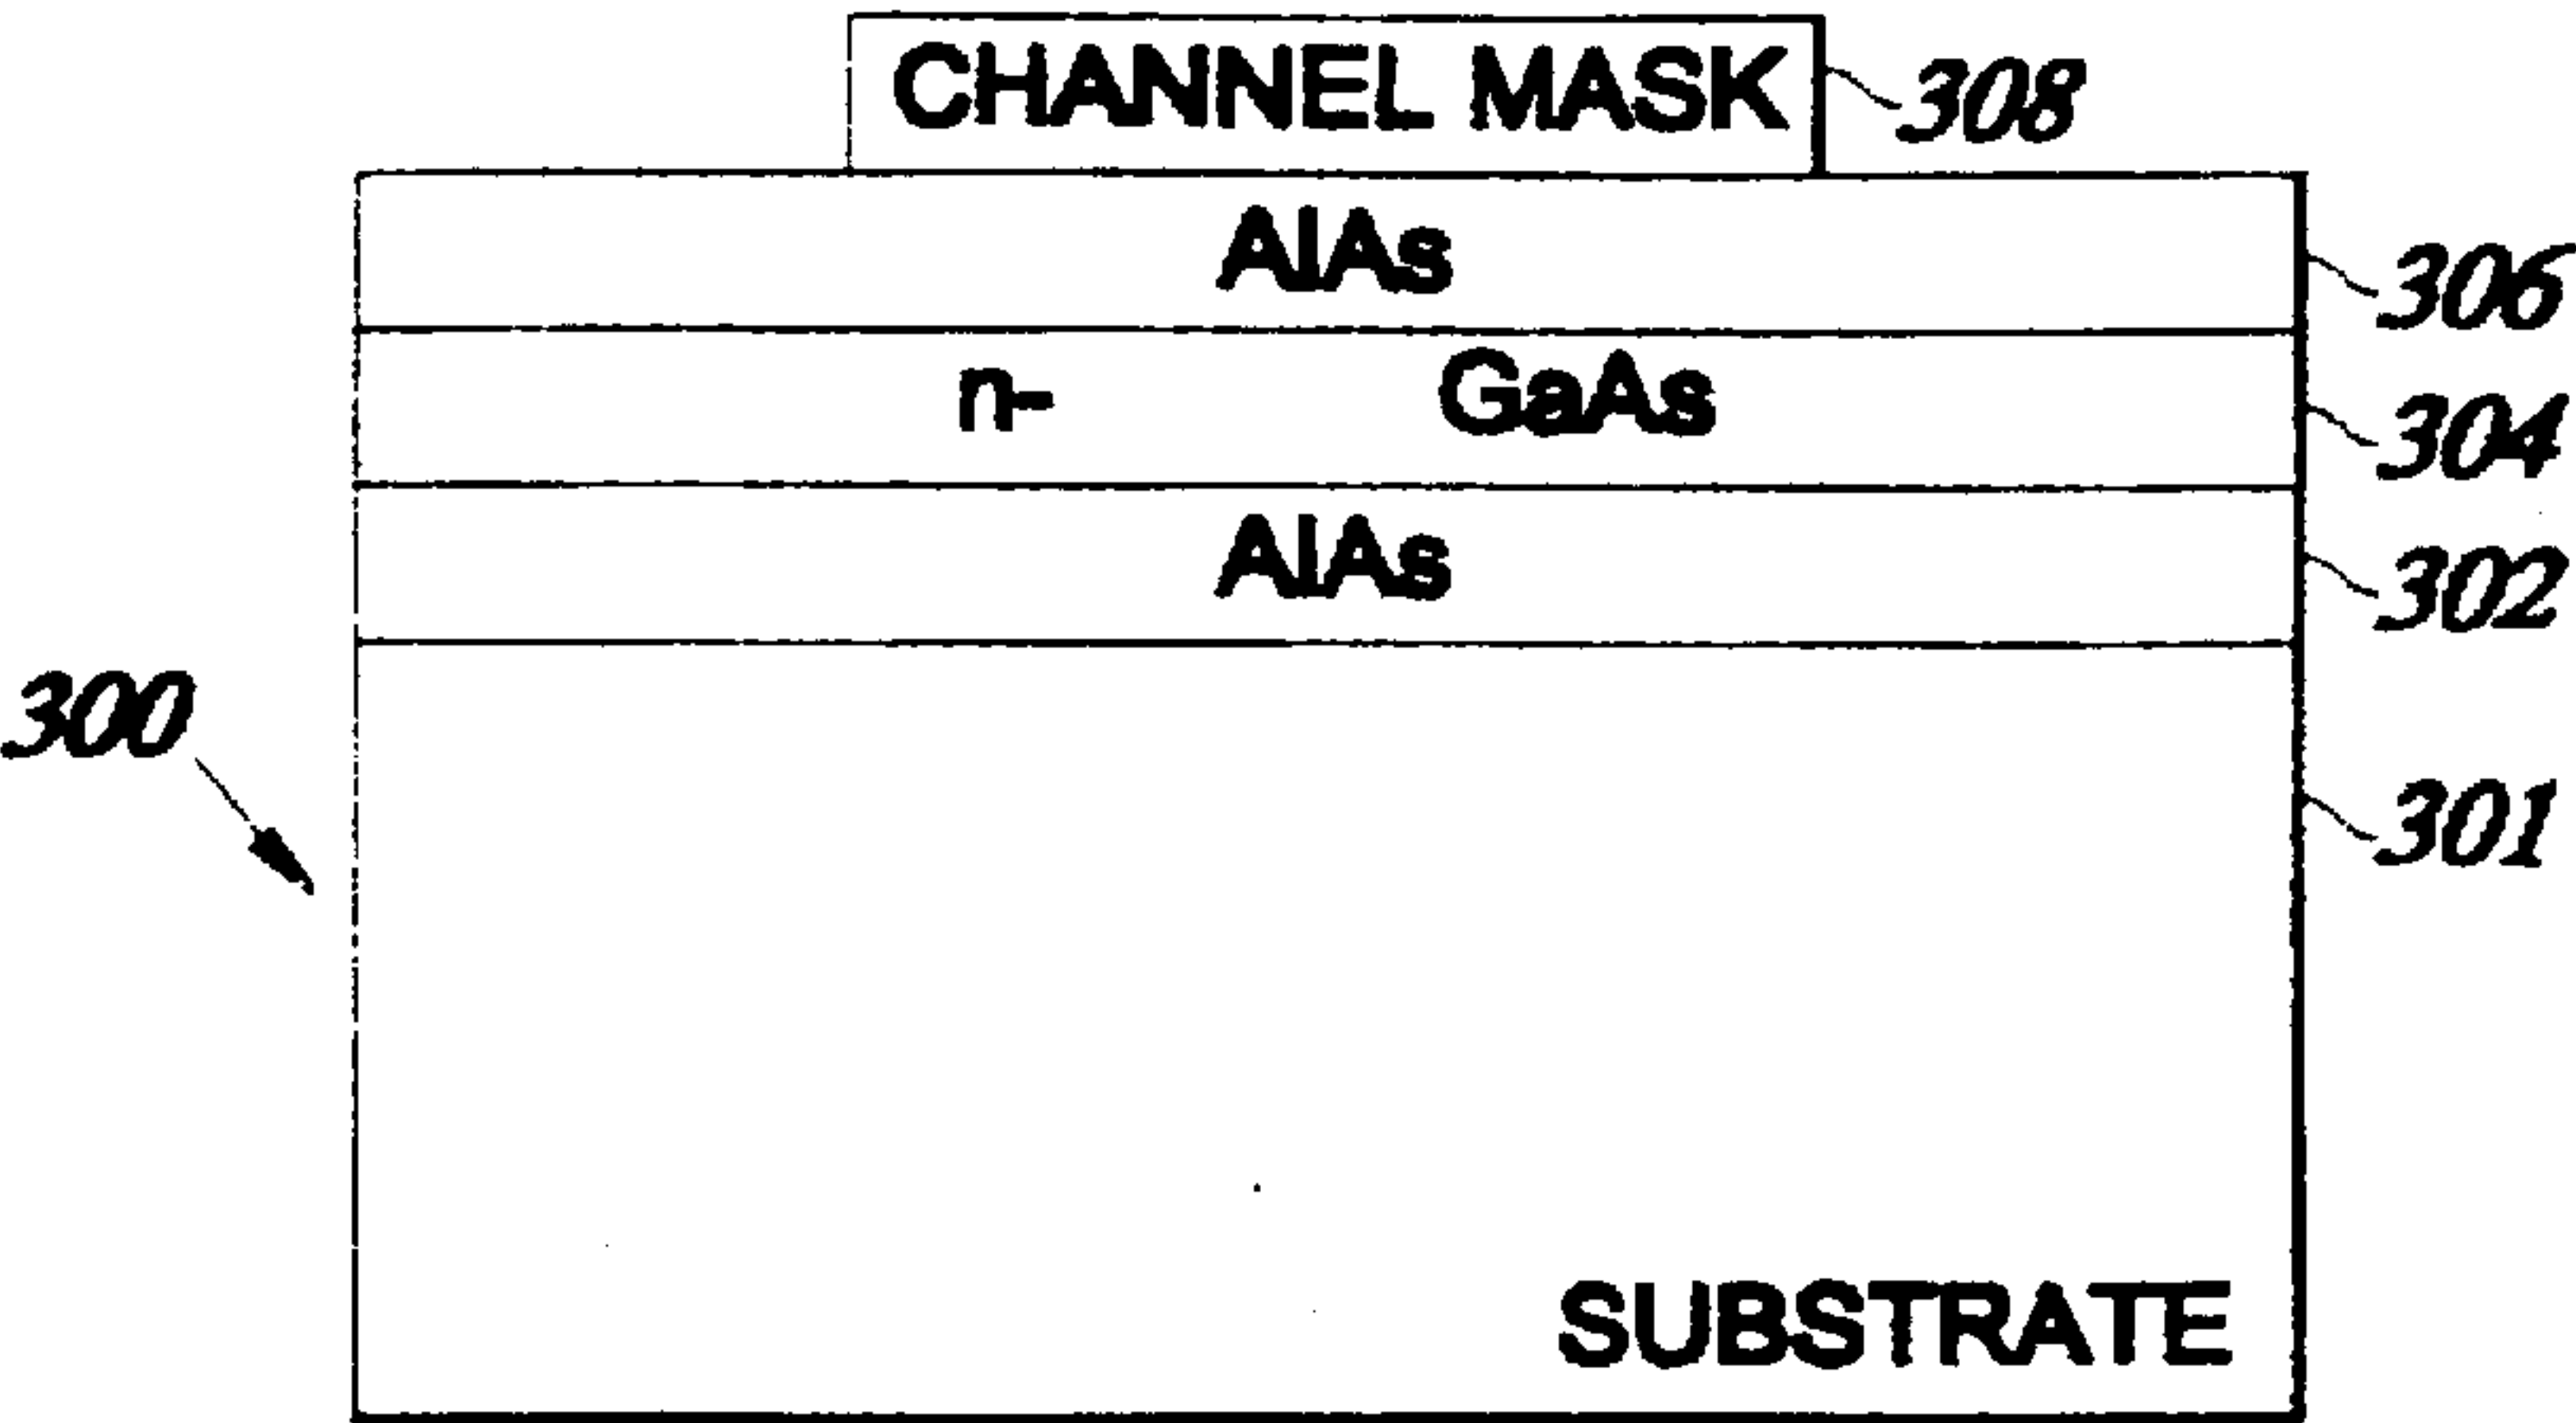 CHANNEL MASK 308
AlAs 306
n- GaAs 304
AlAs 302
300
301
SUBSTRATE